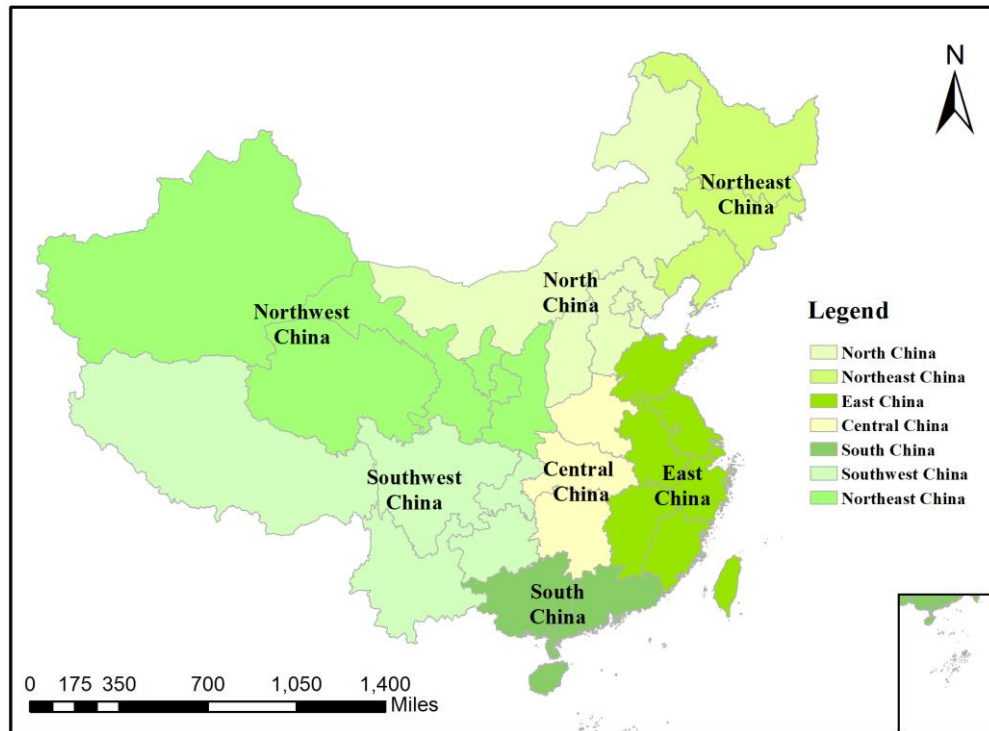 N
Northeast
China
North
China
Northwest
China
Legend
North China
Northeast China
East China
Central China
South China
Southwest China
Northeast China
Southwest
China
Central
China
East
China
South
China
0 175 350 700 1,050 1,400
Miles